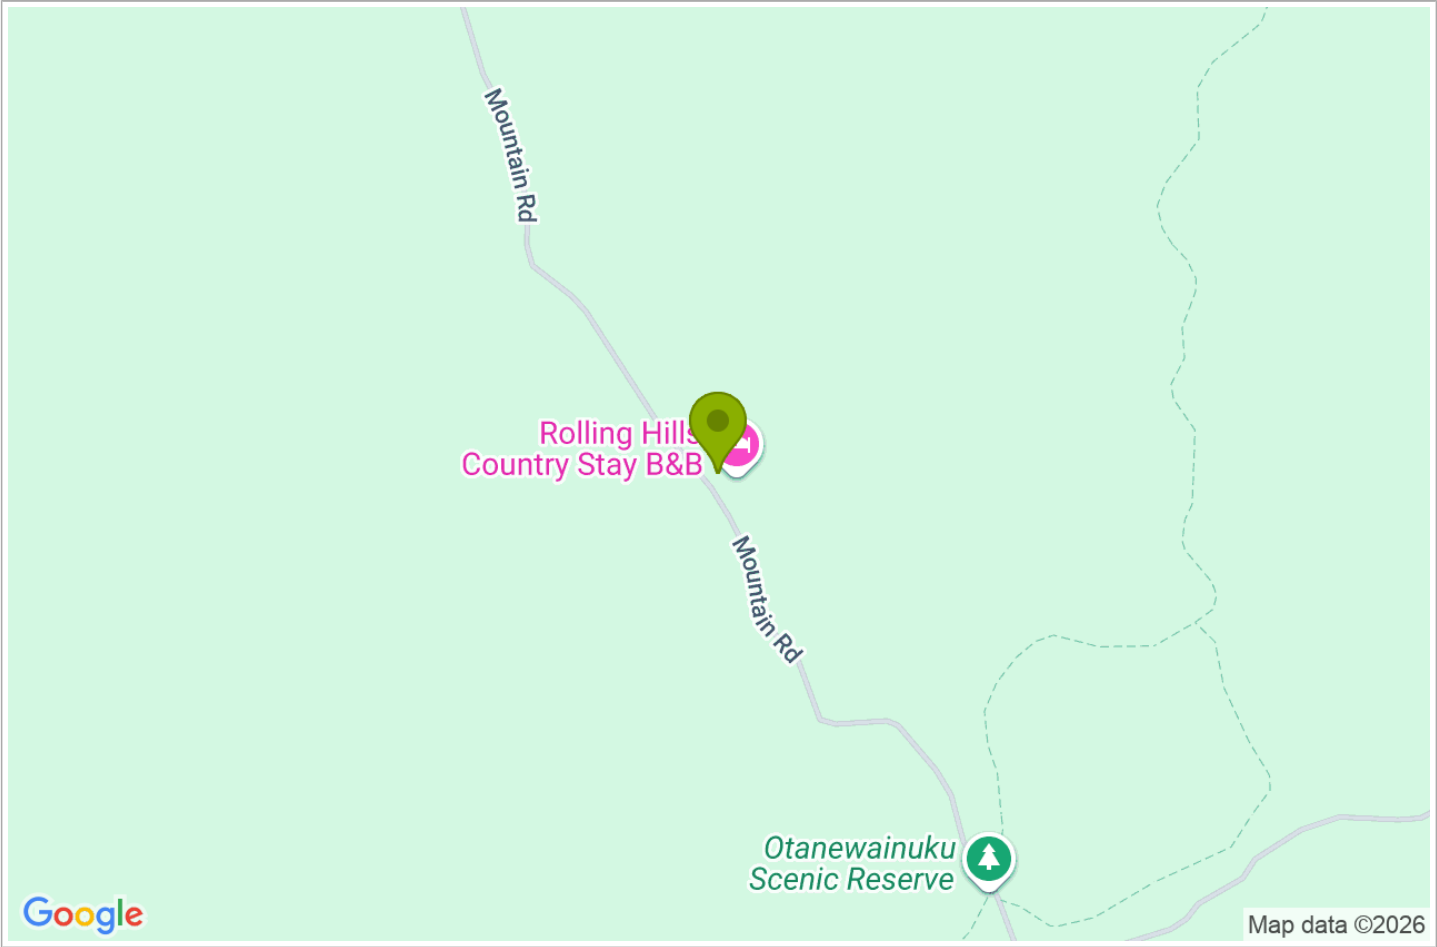 Mountain Rd
Rolling Hills
Country Stay B&B
Mountain Rd
Otanewainuku
Scenic Reserve
Google
Map data ©2026